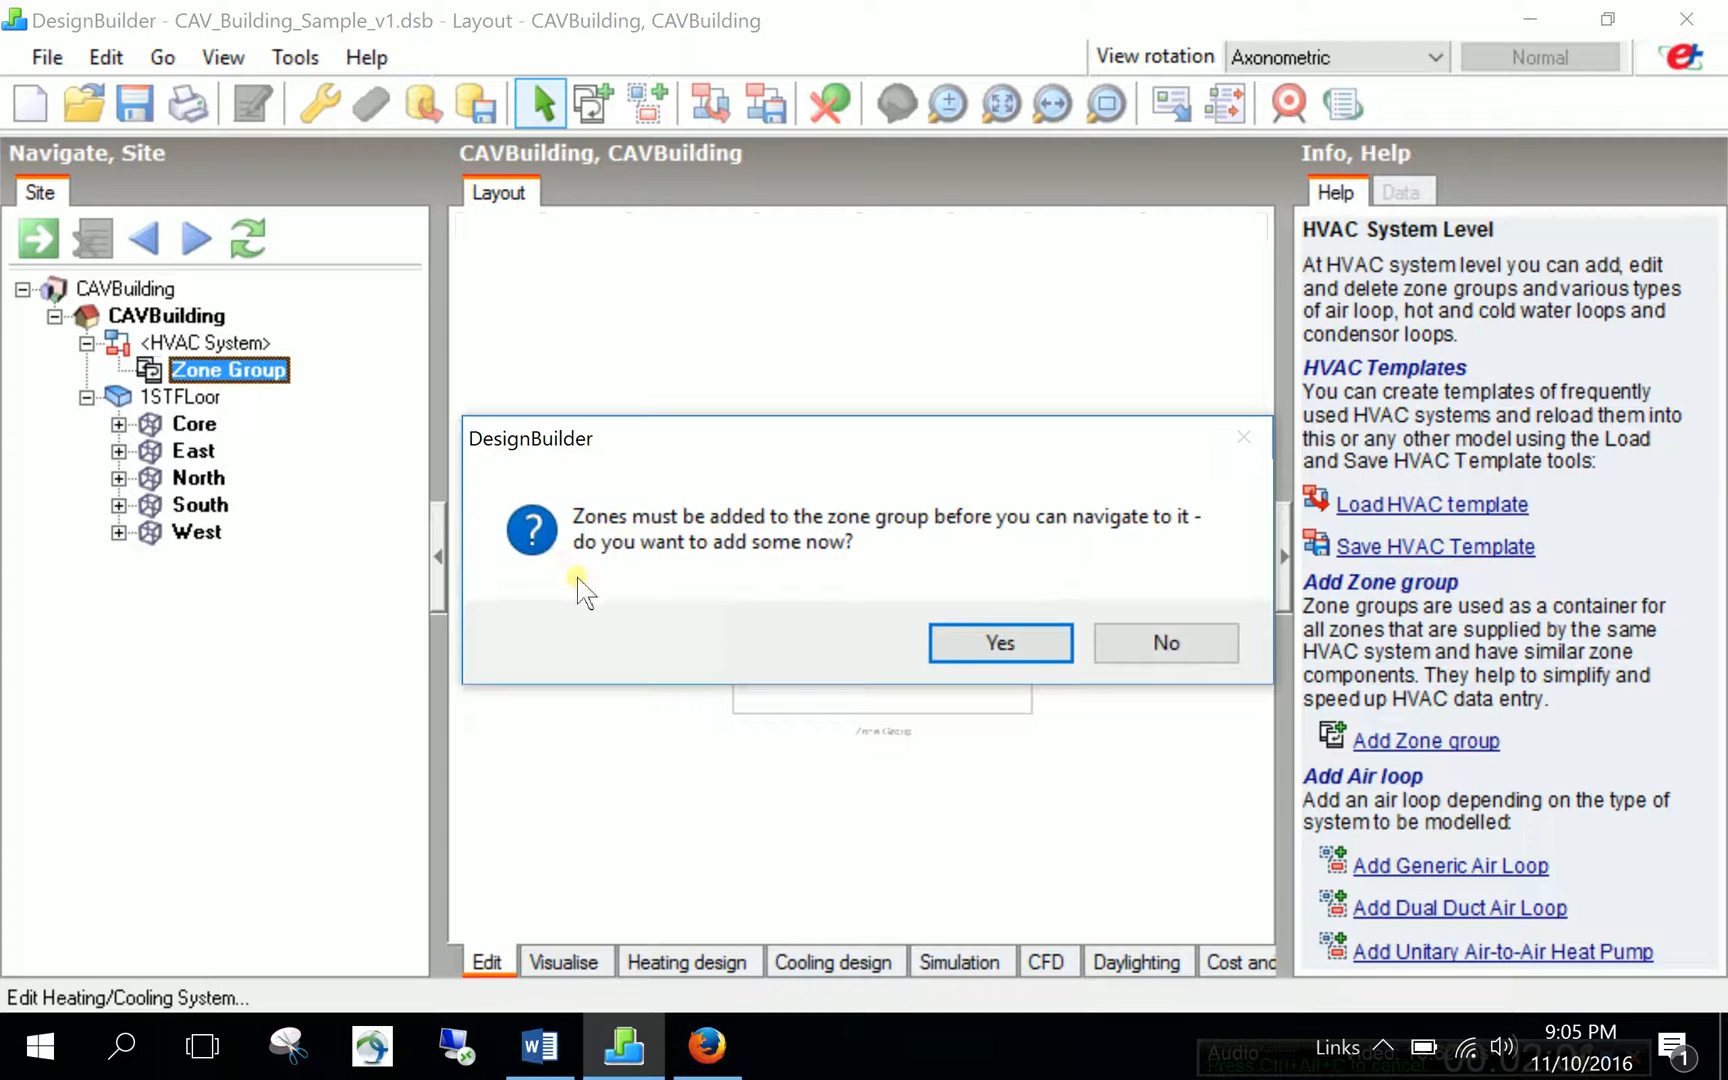 DesignBuilder - CAV_Building_Sample_v1.dsb - Layout - CAVBuilding, CAVBuilding
File Edit Go View Tools Help
View rotation Axonometric Normal
Navigate, Site
CAVBuilding, CAVBuilding
Info, Help
Site
Layout
Help Data
CAVBuilding
CAVBuilding
<HVAC System>
Zone Group
1STFLoor
Core
East
North
South
West
DesignBuilder
Zones must be added to the zone group before you can navigate to it -
do you want to add some now?
Yes No
Zone Group
HVAC System Level
At HVAC system level you can add, edit
and delete zone groups and various types
of air loop, hot and cold water loops and
condensor loops.
HVAC Templates
You can create templates of frequently
used HVAC systems and reload them into
this or any other model using the Load
and Save HVAC Template tools:
Load HVAC template
Save HVAC Template
Add Zone group
Zone groups are used as a container for
all zones that are supplied by the same
HVAC system and have similar zone
components. They help to simplify and
speed up HVAC data entry.
Add Zone group
Add Air loop
Add an air loop depending on the type of
system to be modelled:
Add Generic Air Loop
Add Dual Duct Air Loop
Add Unitary Air-to-Air Heat Pump
Edit Visualise Heating design Cooling design Simulation CFD Daylighting Cost and
Edit Heating/Cooling System...
Links
9:05 PM
11/10/2016
1
Audio
Press Ctrl+Alt+C to cancel.